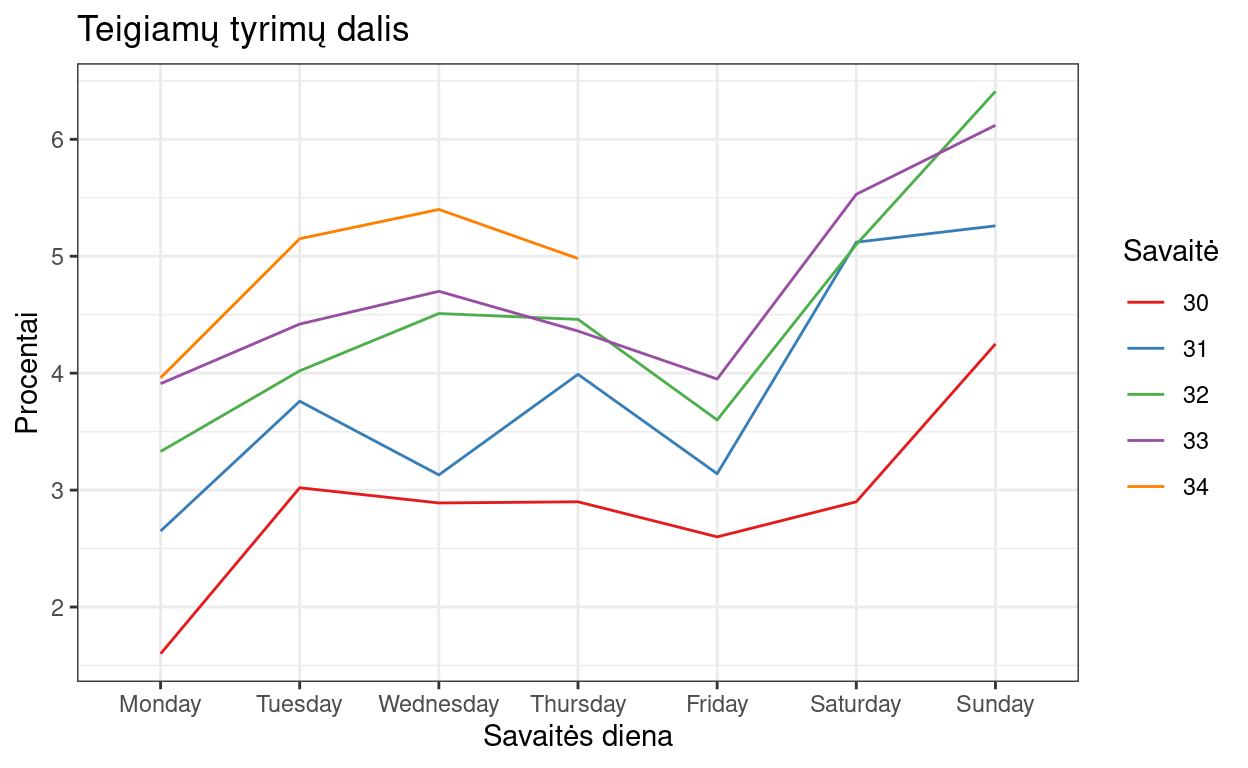 Teigiamų tyrimų dalis
Procentai
6
5
4
3
2
Monday Tuesday Wednesday Thursday Friday Saturday Sunday
Savaitės diena
Savaitė
30
31
32
33
34